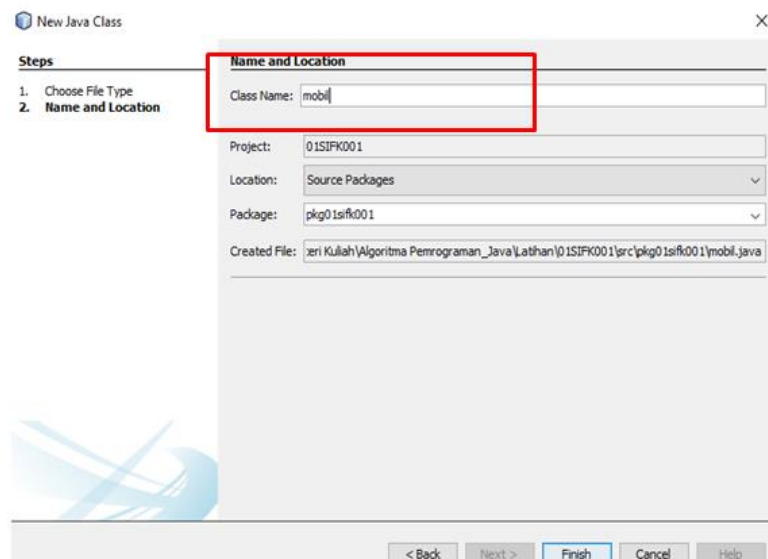 New Java Class
Steps
1. Choose File Type
2. Name and Location
Name and Location
Class Name: mobil
Project: 01SIFK001
Location: Source Packages
Package: pkg01sifk001
Created File: :eri Kuliah\Algoritma Pemrograman_Java\Latihan\01SIFK001\src\pkg01sifk001\mobil.java
< Back Next > Finish Cancel Help